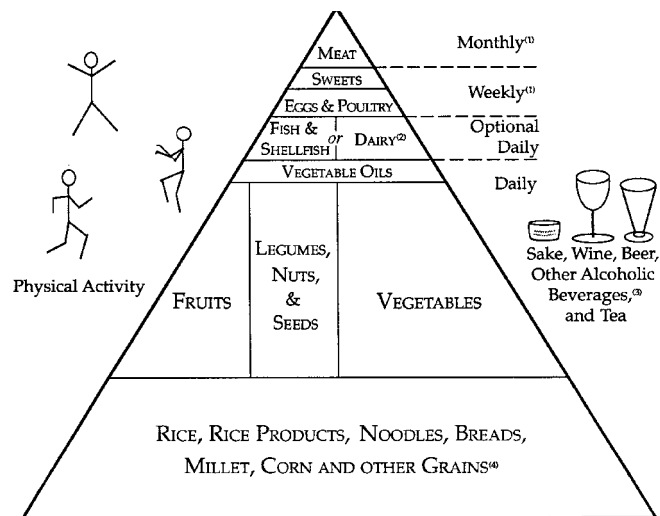 MEAT
Monthly(1)
SWEETS
Weekly(1)
EGGS & POULTRY
FISH &
SHELLFISH
or
DAIRY(2)
Optional
Daily
VEGETABLE OILS
Daily
Physical Activity
FRUITS
LEGUMES,
NUTS,
&
SEEDS
VEGETABLES
Sake, Wine, Beer,
Other Alcoholic
Beverages,(3)
and Tea
RICE, RICE PRODUCTS, NOODLES, BREADS,
MILLET, CORN AND OTHER GRAINS(4)